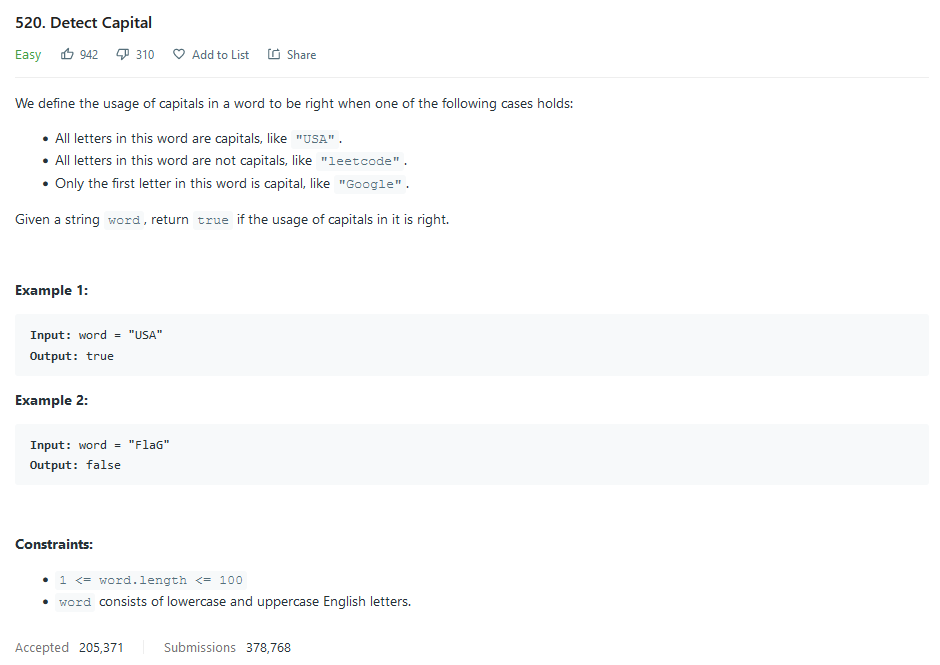 520. Detect Capital
Easy 942 310 Add to List Share
We define the usage of capitals in a word to be right when one of the following cases holds:
• All letters in this word are capitals, like "USA".
• All letters in this word are not capitals, like "leetcode".
• Only the first letter in this word is capital, like "Google".
Given a string word, return true if the usage of capitals in it is right.
Example 1:
Input: word = "USA"
Output: true
Example 2:
Input: word = "FlaG"
Output: false
Constraints:
• 1 <= word.length <= 100
• word consists of lowercase and uppercase English letters.
Accepted 205,371 Submissions 378,768